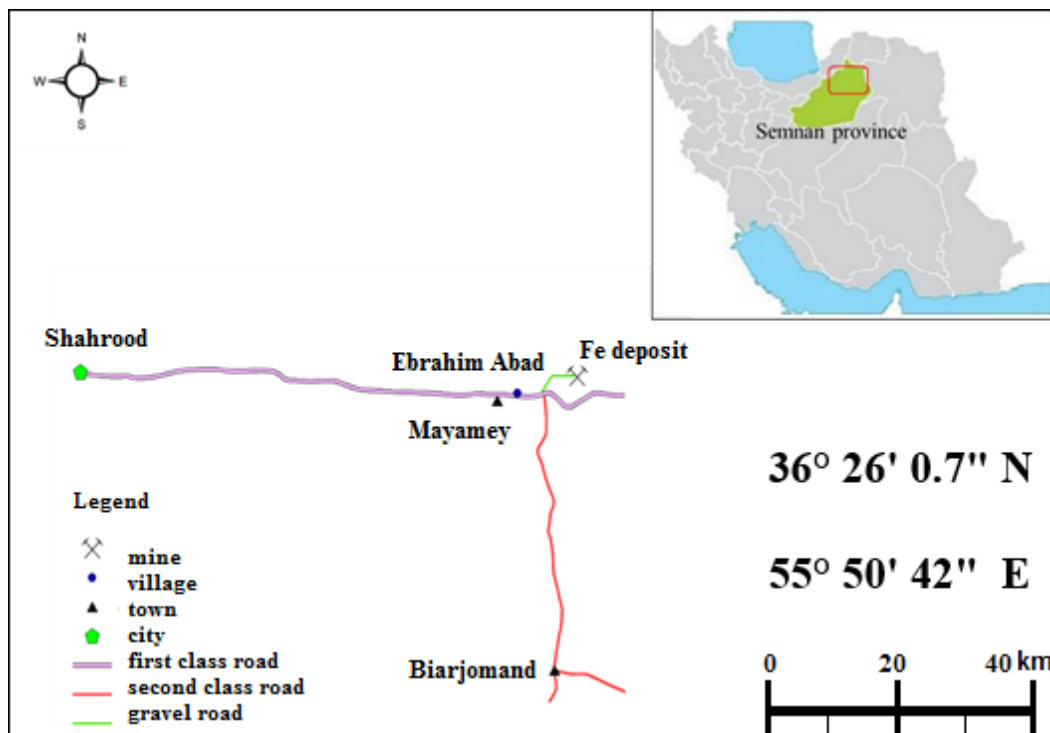 N
W E
S
Semnan province
Shahrood
Ebrahim Abad
Fe deposit
Mayamey
36° 26' 0.7" N
55° 50' 42" E
Legend
mine
village
town
city
first class road
second class road
gravel road
Biarjomand
0 20 40 km